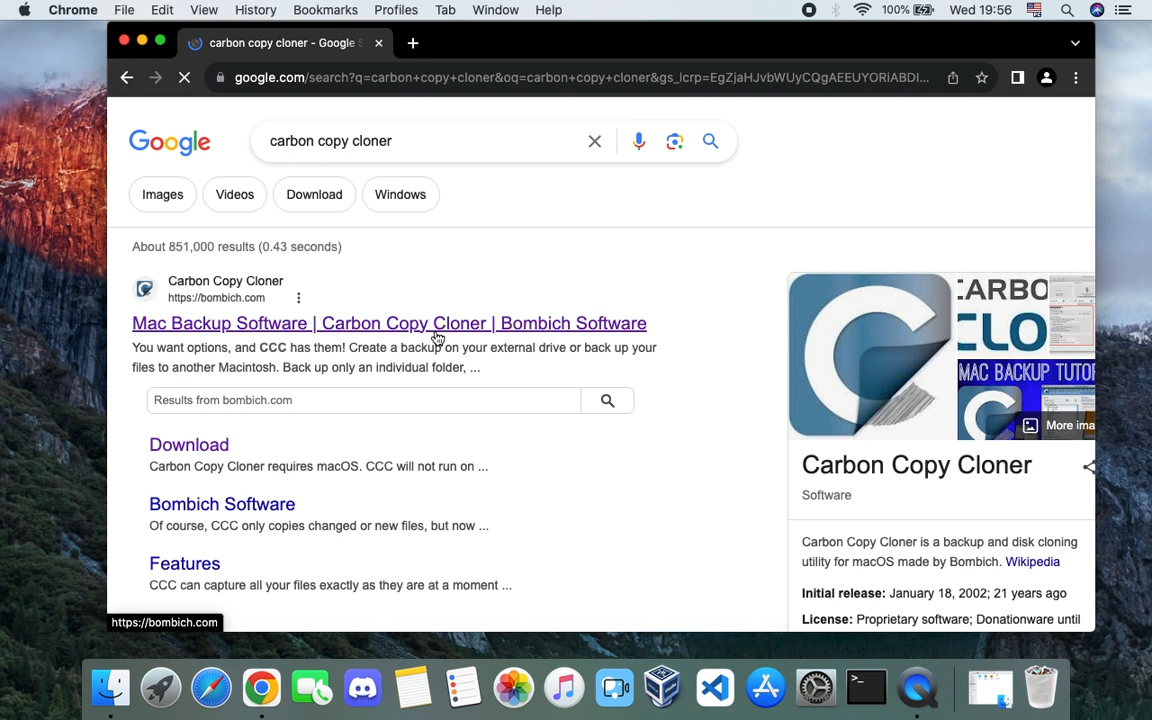 Chrome File Edit View History Bookmarks Profiles Tab Window Help 100% Wed 19:56
carbon copy cloner - Google S
google.com/search?q=carbon+copy+cloner&oq=carbon+copy+cloner&gs_lcrp=EgZjaHJvbWUyCQgAEEUYORiABDI...
Google carbon copy cloner
Images Videos Download Windows
About 851,000 results (0.43 seconds)
Carbon Copy Cloner
https://bombich.com
Mac Backup Software | Carbon Copy Cloner | Bombich Software
You want options, and CCC has them! Create a backup on your external drive or back up your
files to another Macintosh. Back up only an individual folder, ...
Results from bombich.com
Download
Carbon Copy Cloner requires macOS. CCC will not run on ...
Bombich Software
Of course, CCC only copies changed or new files, but now ...
Features
CCC can capture all your files exactly as they are at a moment ...
https://bombich.com
CARBO
CLO
MAC BACKUP TUTOR
More ima
Carbon Copy Cloner
Software
Carbon Copy Cloner is a backup and disk cloning
utility for macOS made by Bombich. Wikipedia
Initial release: January 18, 2002; 21 years ago
License: Proprietary software; Donationware until